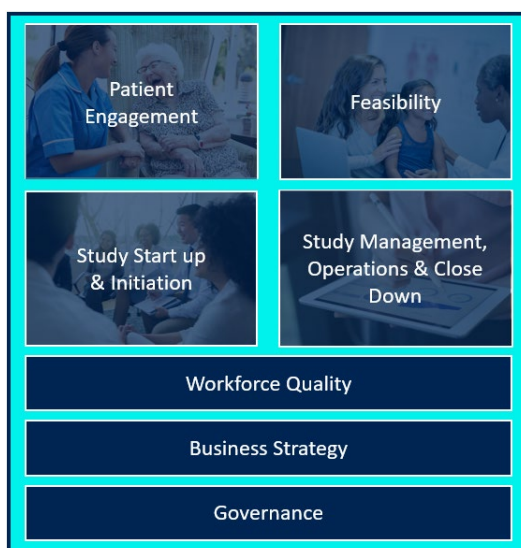 Patient
Engagement
Feasibility
Study Start up
& Initiation
Study Management,
Operations & Close
Down
Workforce Quality
Business Strategy
Governance